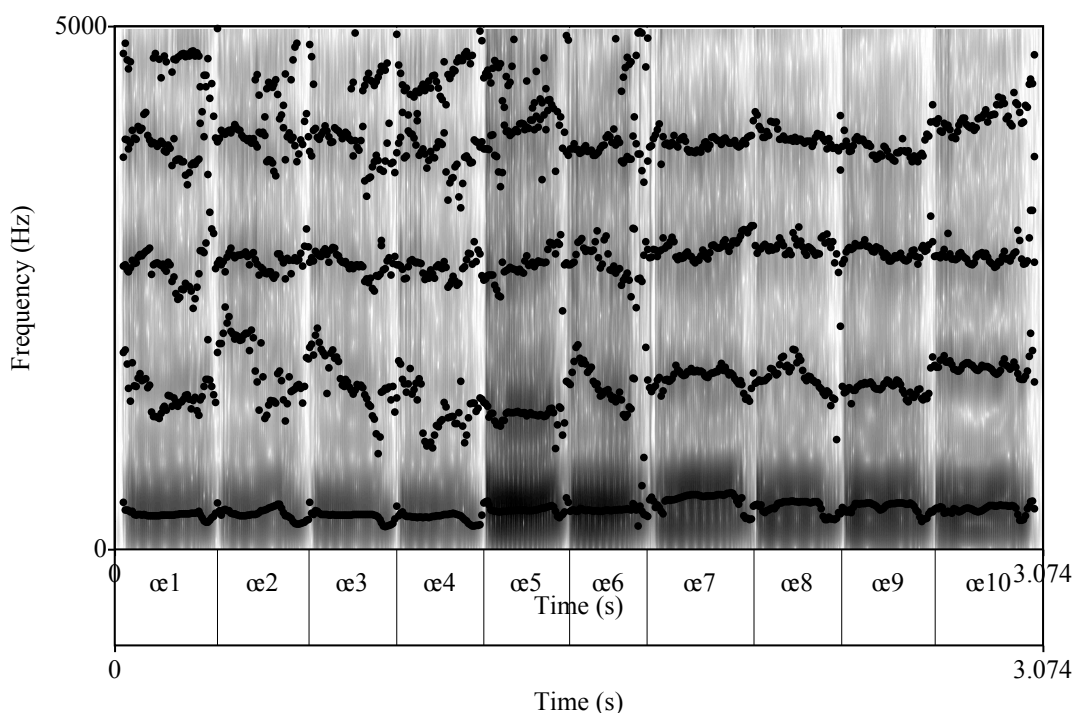 5000
Frequency (Hz)
0
0 3.074
œ1 œ2 œ3 œ4 œ5 œ6 œ7 œ8 œ9 œ10
Time (s)
0 3.074
Time (s)